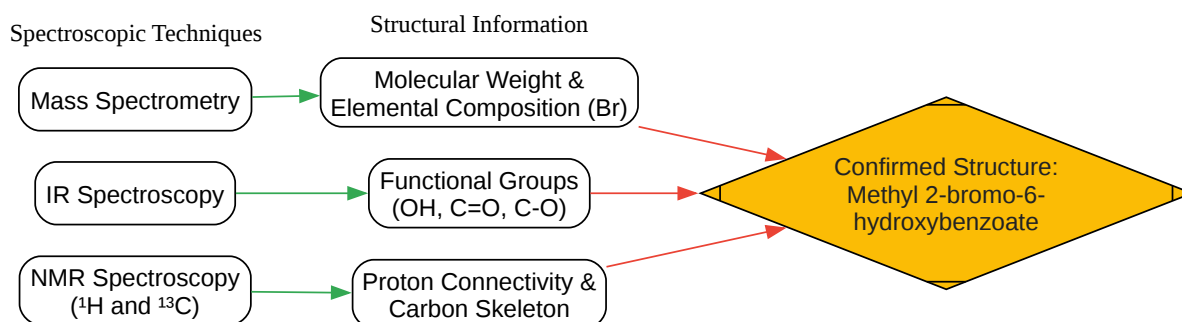 Spectroscopic Techniques
Structural Information
Mass Spectrometry
Molecular Weight &
Elemental Composition (Br)
IR Spectroscopy
Functional Groups
(OH, C=O, C-O)
NMR Spectroscopy
(¹H and ¹³C)
Proton Connectivity &
Carbon Skeleton
Confirmed Structure:
Methyl 2-bromo-6-
hydroxybenzoate